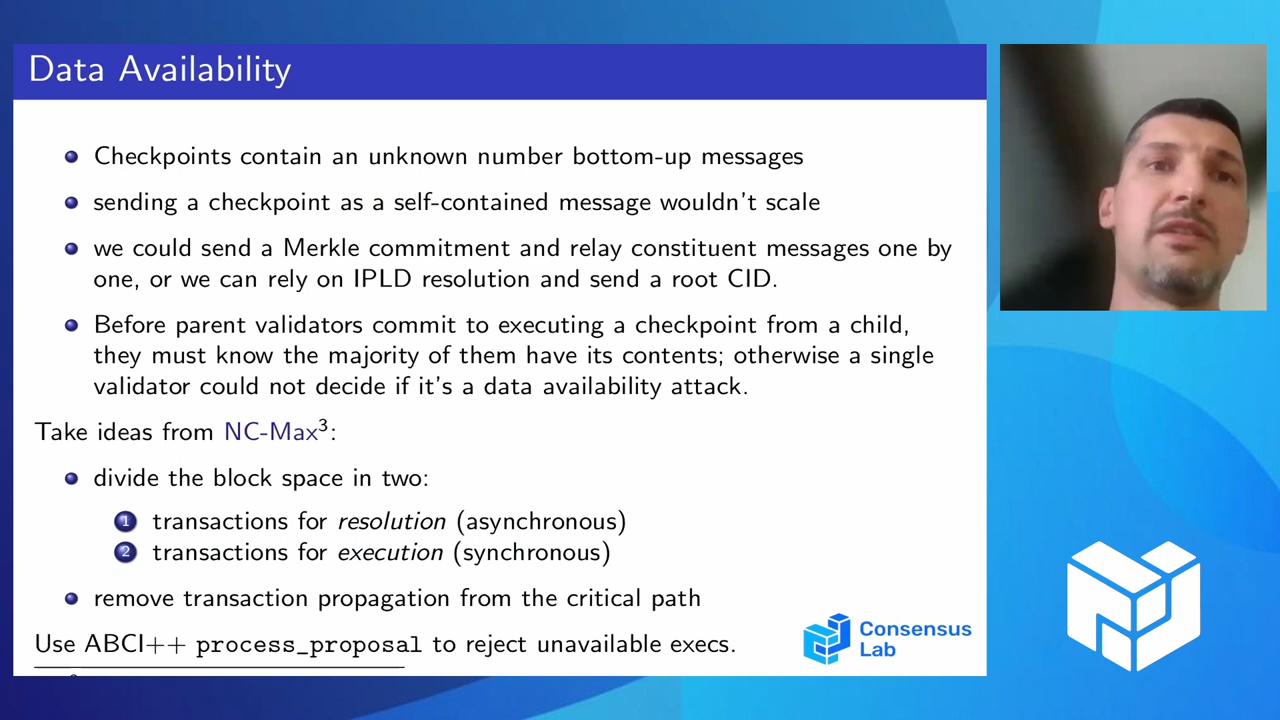 Data Availability
Checkpoints contain an unknown number bottom-up messages
sending a checkpoint as a self-contained message wouldn't scale
we could send a Merkle commitment and relay constituent messages one by
one, or we can rely on IPLD resolution and send a root CID.
Before parent validators commit to executing a checkpoint from a child,
they must know the majority of them have its contents; otherwise a single
validator could not decide if it's a data availability attack.
Take ideas from NC-Max³:
divide the block space in two:
1 transactions for resolution (asynchronous)
2 transactions for execution (synchronous)
remove transaction propagation from the critical path
Use ABCI++ process_proposal to reject unavailable execs.
Consensus
Lab